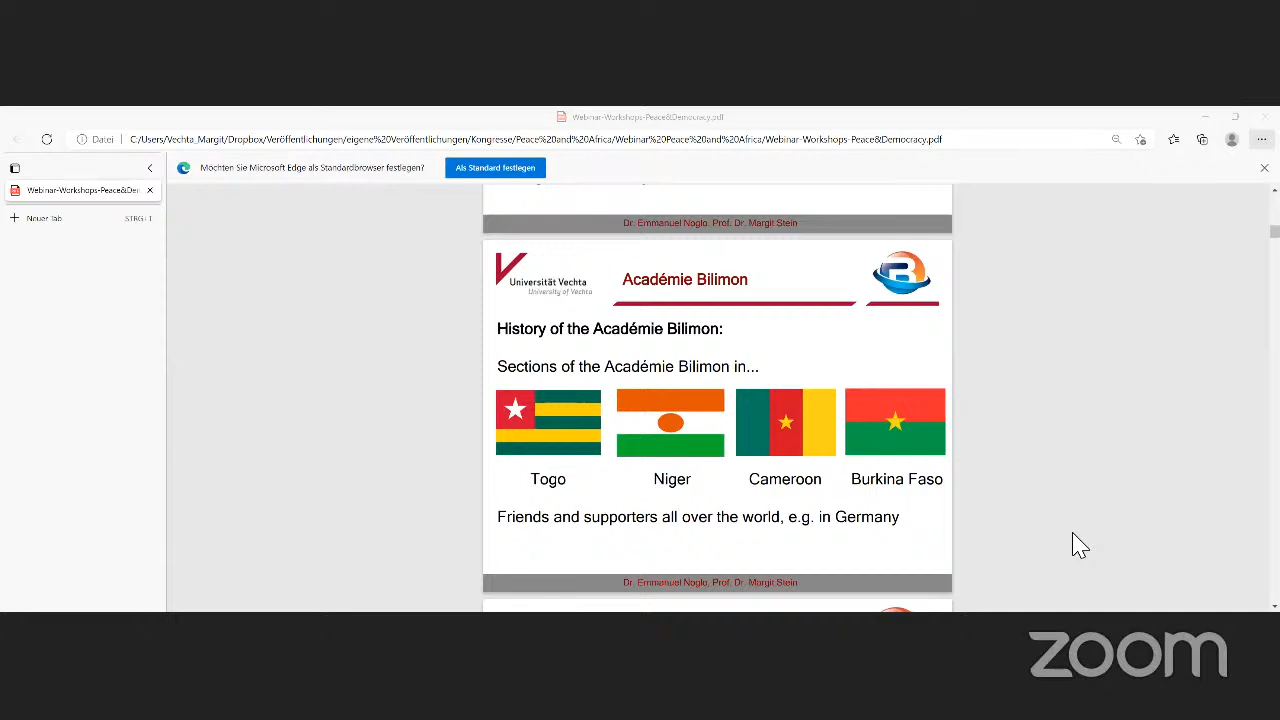 Webinar-Workshops-Peace&Democracy.pdf
Datei
C:/Users/Vechta_Margit/Dropbox/Veröffentlichungen/eigene%20Veröffentlichungen/Kongresse/Peace%20and%20Africa/Webinar%20Peace%20and%20Africa/Webinar-Workshops-Peace&Democracy.pdf
Möchten Sie Microsoft Edge als Standardbrowser festlegen?
Als Standard festlegen
Webinar-Workshops-Peace&Den
Neuer Tab
STRG+T
Dr. Emmanuel Noglo, Prof. Dr. Margit Stein
Universität Vechta
University of Vechta
Académie Bilimon
B
History of the Académie Bilimon:
Sections of the Académie Bilimon in...
Togo
Niger
Cameroon
Burkina Faso
Friends and supporters all over the world, e.g. in Germany
Dr. Emmanuel Noglo, Prof. Dr. Margit Stein
zoom